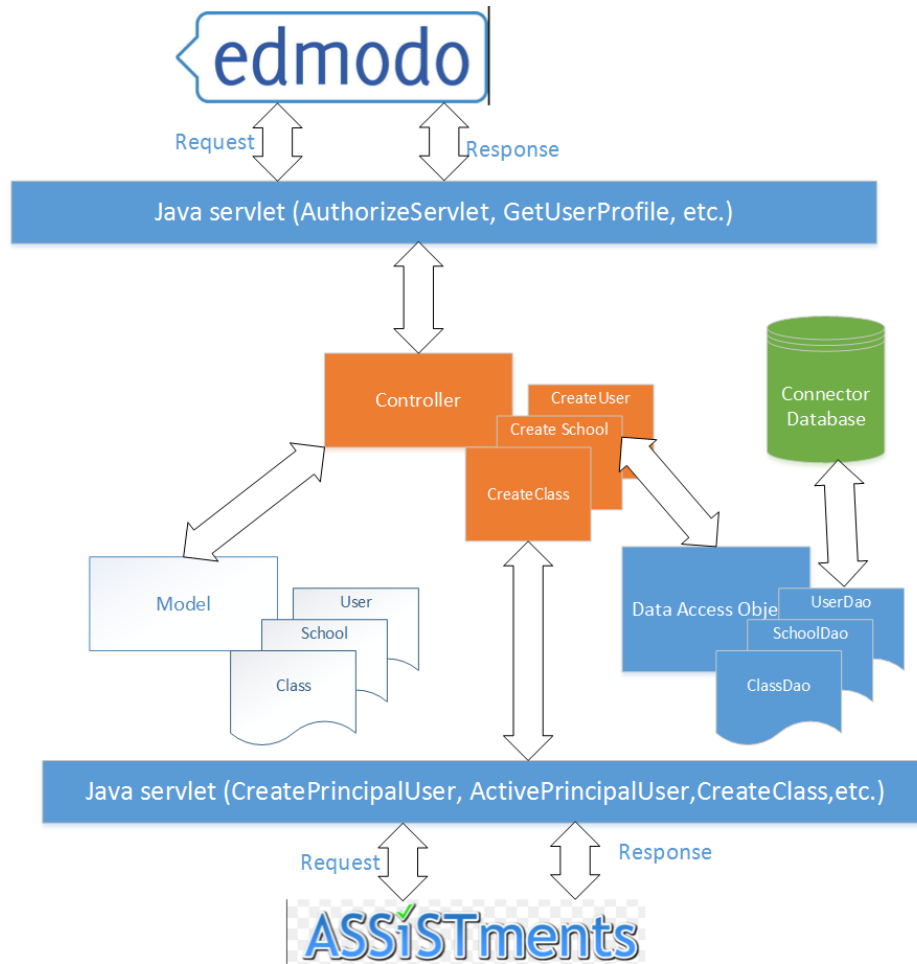 edmodo
Request
Response
Java servlet (AuthorizeServlet, GetUserProfile, etc.)
Controller
CreateUser
Create School
CreateClass
Connector
Database
Model
User
School
Class
Data Access Obje
UserDao
SchoolDao
ClassDao
Java servlet (CreatePrincipalUser, ActivePrincipalUser,CreateClass,etc.)
Request
Response
ASSiSTments